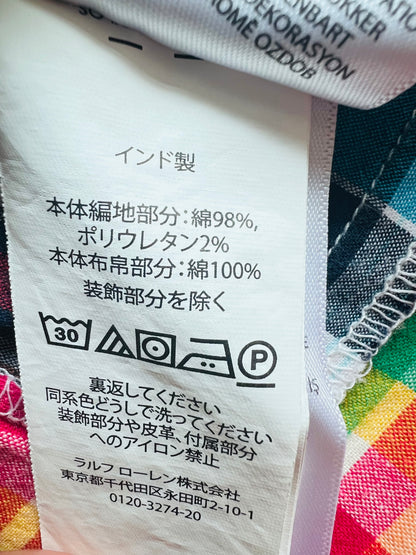 OKKER
ENBART
DEKORASYON
HOMÉ OZDOB
インド製
本体編地部分：綿98%,
ポリウレタン2%
本体布帛部分：綿100%
装飾部分を除く
30
P
裏返してください
同系色どうしで洗ってください
装飾部分や皮革、付属部分
へのアイロン禁止
ラルフ ローレン株式会社
東京都千代田区永田町2-10-1
0120-3274-20